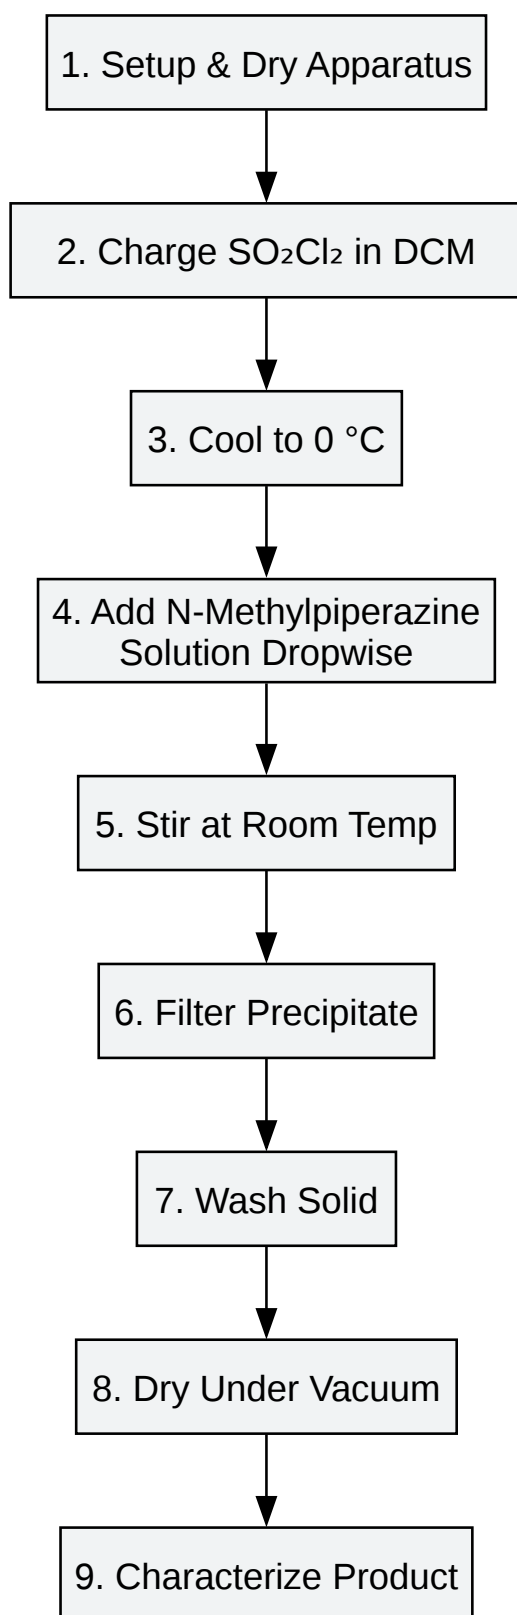 1. Setup & Dry Apparatus
2. Charge SO₂Cl₂ in DCM
3. Cool to 0 °C
4. Add N-Methylpiperazine
Solution Dropwise
5. Stir at Room Temp
6. Filter Precipitate
7. Wash Solid
8. Dry Under Vacuum
9. Characterize Product